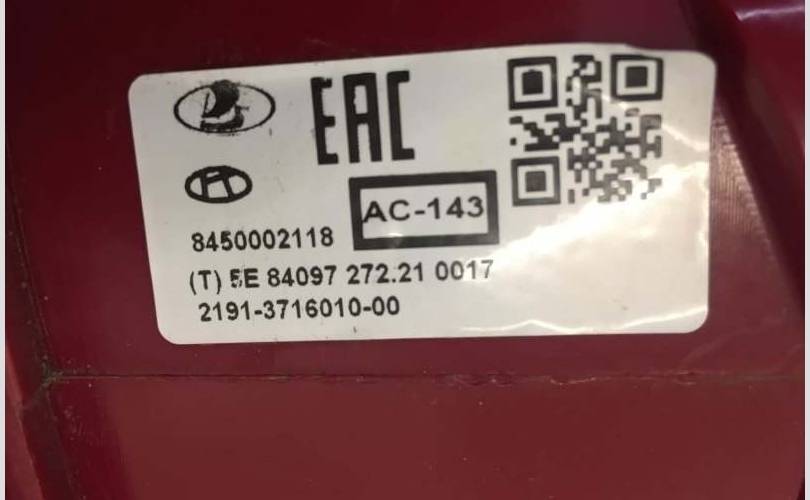 EAC
AC-143
8450002118
(T) 5E 84097 272.21 0017
2191-3716010-00